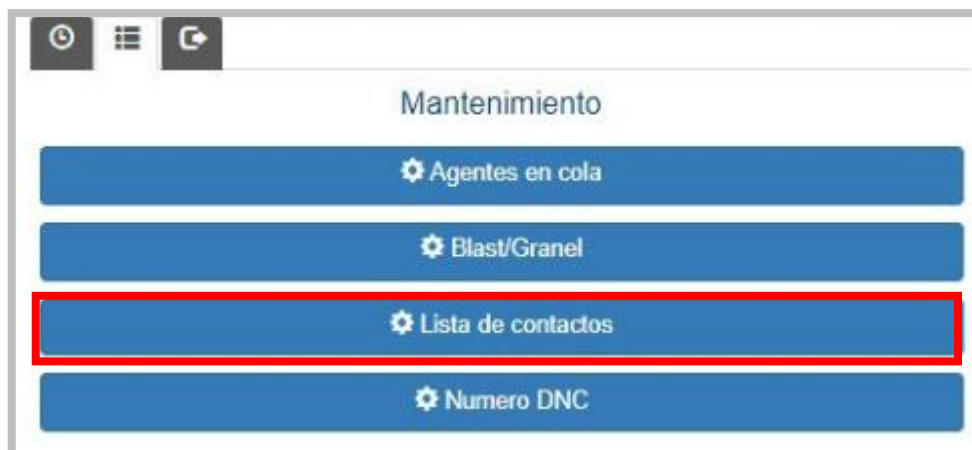 Mantenimiento
Agentes en cola
Blast/Granel
Lista de contactos
Numero DNC